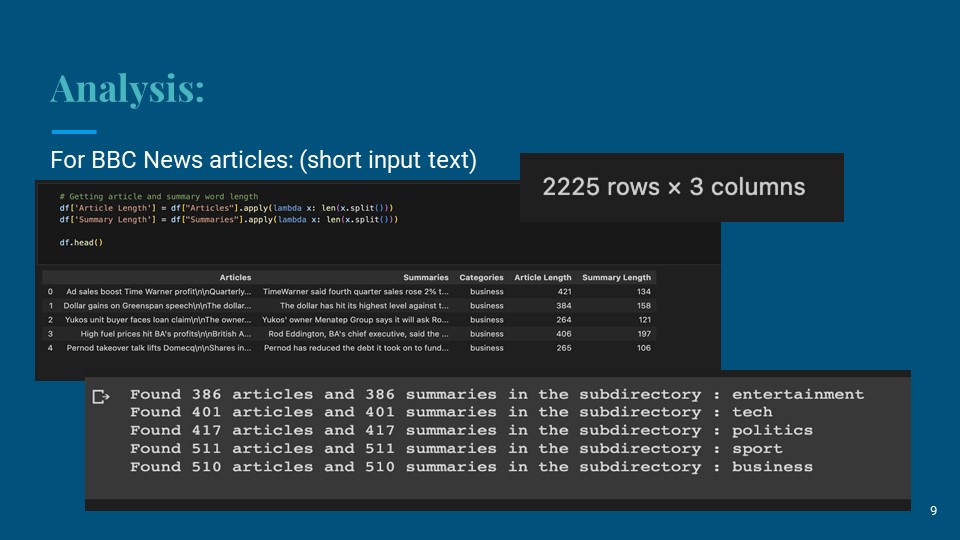 Analysis:
For BBC News articles: (short input text)
2225 rows × 3 columns
# Getting article and summary word length
df['Article Length'] = df["Articles"].apply(lambda x: len(x.split()))
df['Summary Length'] = df["Summaries"].apply(lambda x: len(x.split()))
df.head()
Articles Summaries Categories Article Length Summary Length
0 Ad sales boost Time Warner profit\n\nQuarterly... TimeWarner said fourth quarter sales rose 2% t... business 421 134
1 Dollar gains on Greenspan speech\n\nThe dollar... The dollar has hit its highest level against t... business 384 158
2 Yukos unit buyer faces loan claim\n\nThe owner... Yukos' owner Menatep Group says it will ask Ro... business 264 121
3 High fuel prices hit BA's profits\n\nBritish A... Rod Eddington, BA's chief executive, said the ... business 406 197
4 Pernod takeover talk lifts Domecq\n\nShares in... Pernod has reduced the debt it took on to fund... business 265 106
Found 386 articles and 386 summaries in the subdirectory : entertainment
Found 401 articles and 401 summaries in the subdirectory : tech
Found 417 articles and 417 summaries in the subdirectory : politics
Found 511 articles and 511 summaries in the subdirectory : sport
Found 510 articles and 510 summaries in the subdirectory : business
9